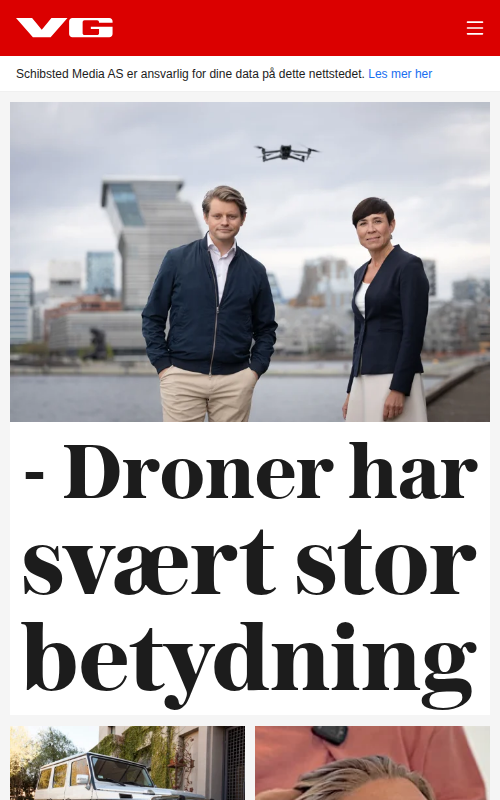 VG
Schibsted Media AS er ansvarlig for dine data på dette nettstedet. Les mer her
- Droner har
svært stor
betydning